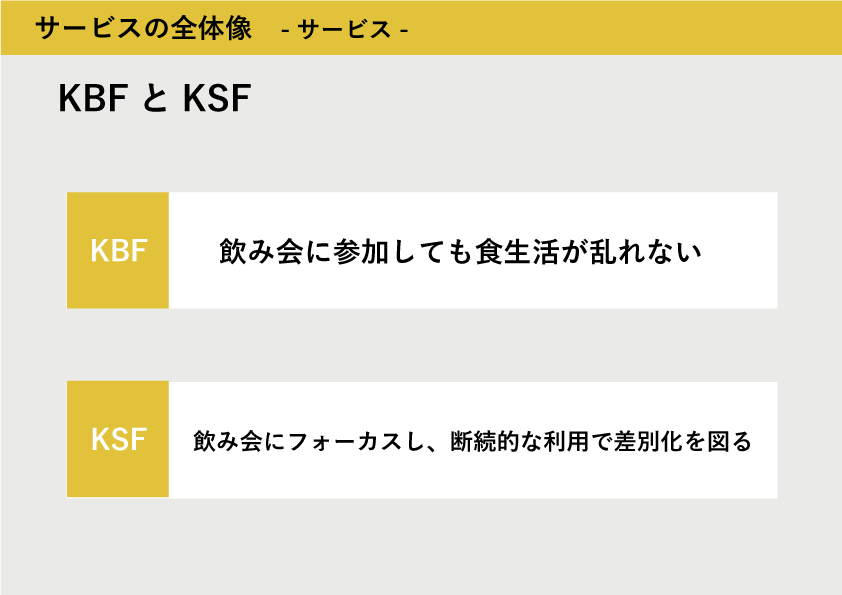 サービスの全体像 - サービス -
KBF と KSF
KBF 飲み会に参加しても食生活が乱れない
KSF 飲み会にフォーカスし、断続的な利用で差別化を図る